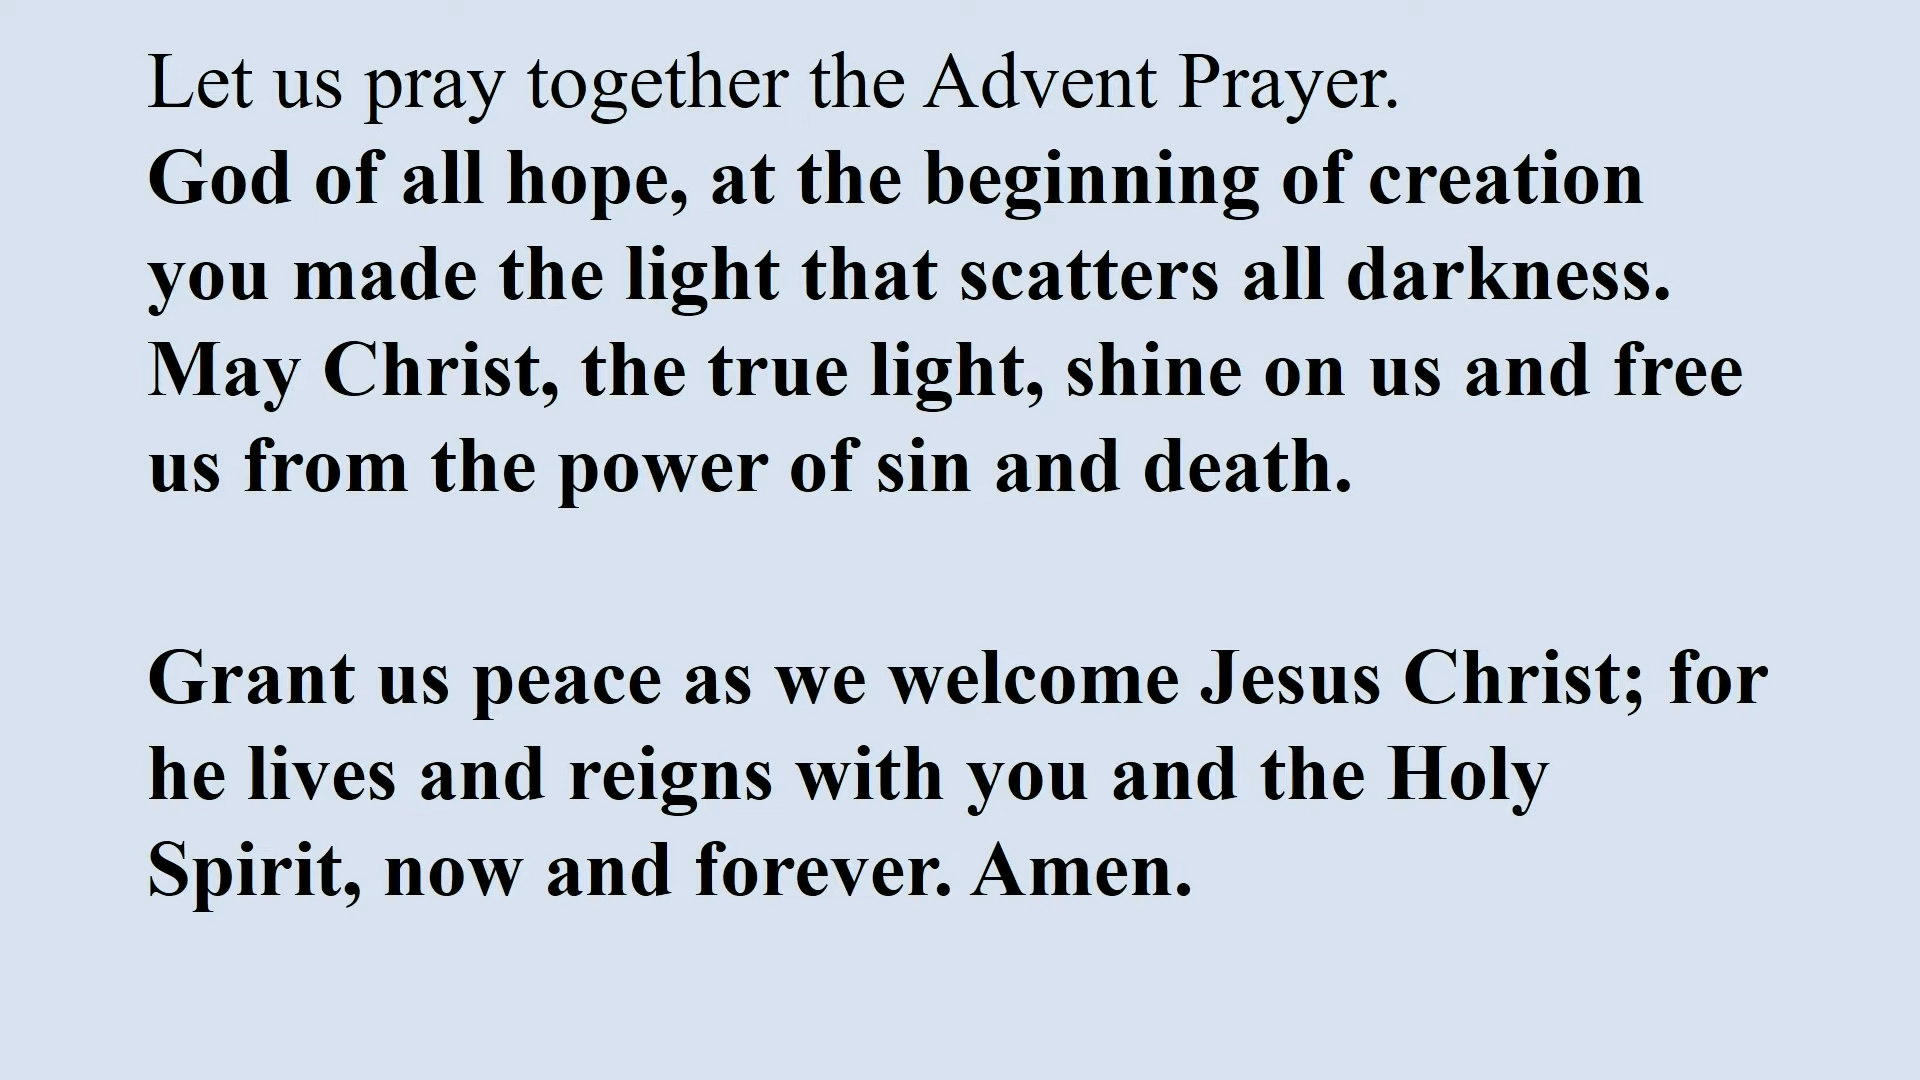 Let us pray together the Advent Prayer.
God of all hope, at the beginning of creation
you made the light that scatters all darkness.
May Christ, the true light, shine on us and free
us from the power of sin and death.
Grant us peace as we welcome Jesus Christ; for
he lives and reigns with you and the Holy
Spirit, now and forever. Amen.